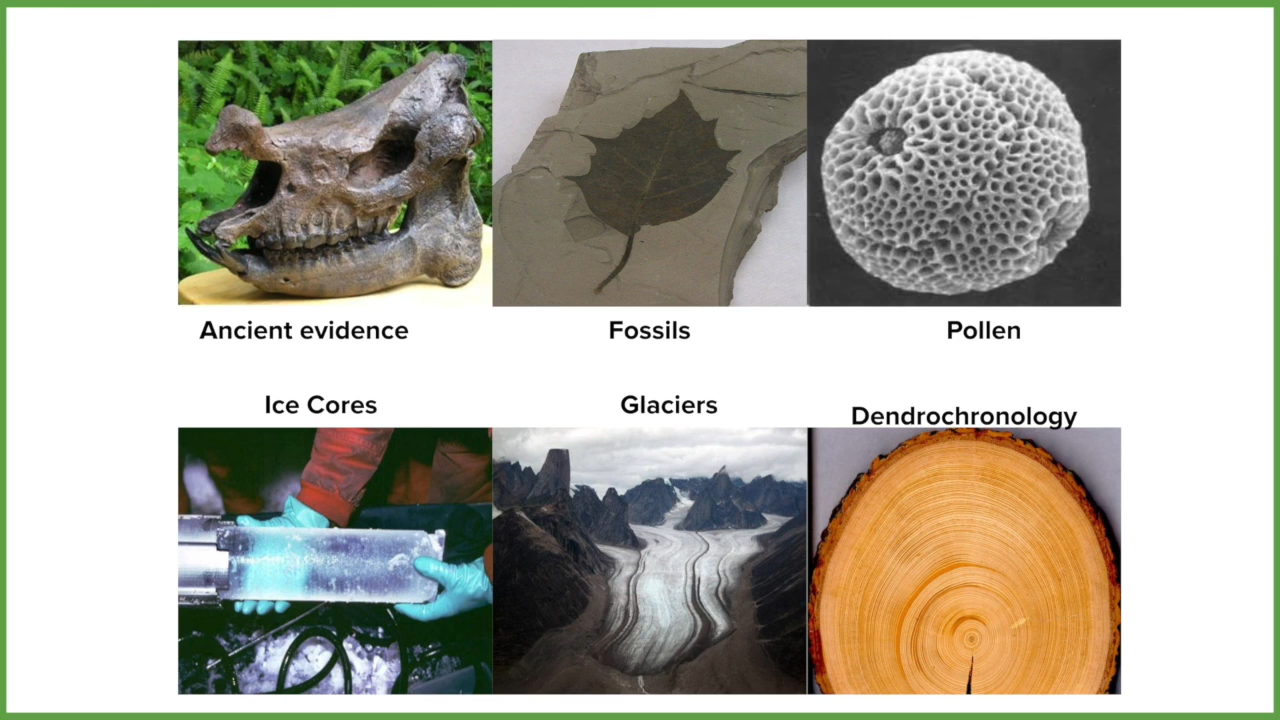 Ancient evidence
Fossils
Pollen
Ice Cores
Glaciers
Dendrochronology